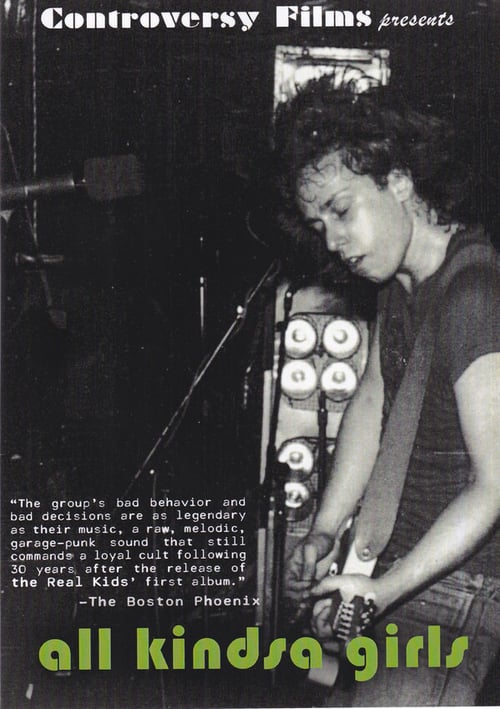 Controversy Films presents
“The group's bad behavior and
bad decisions are as legendary
as their music, a raw, melodic,
garage-punk sound that still
commands a loyal cult following
30 years after the release of
the Real Kids' first album.”
–The Boston Phoenix
all kindsa girls